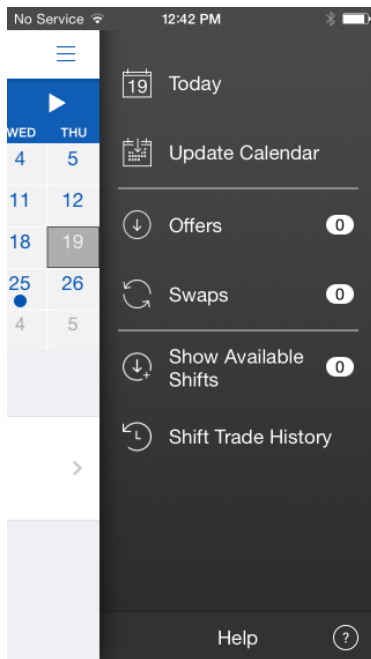 No Service 12:42 PM
19 Today
WED THU
Update Calendar
4 5
11 12
Offers 0
18 19
25 26
Swaps 0
4 5
Show Available
Shifts
0
Shift Trade History
Help ?